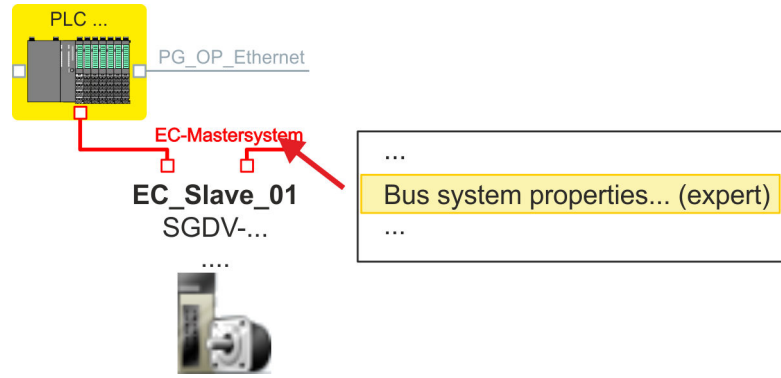 PLC ...
PG_OP_Ethernet
EC-Mastersystem
EC_Slave_01
SGDV-...
....
...
Bus system properties... (expert)
...